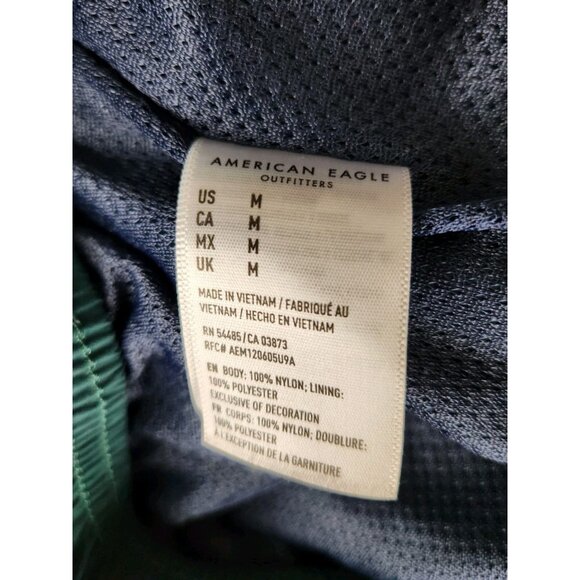 AMERICAN EAGLE
OUTFITTERS
US M
CA M
MX M
UK M
MADE IN VIETNAM / FABRIQUÉ AU
VIETNAM / HECHO EN VIETNAM
RN 54485 / CA 03873
RFC# AEM120605U9A
EN BODY: 100% NYLON; LINING:
100% POLYESTER
EXCLUSIVE OF DECORATION
FR CORPS: 100% NYLON; DOUBLURE:
100% POLYESTER
À L'EXCEPTION DE LA GARNITURE